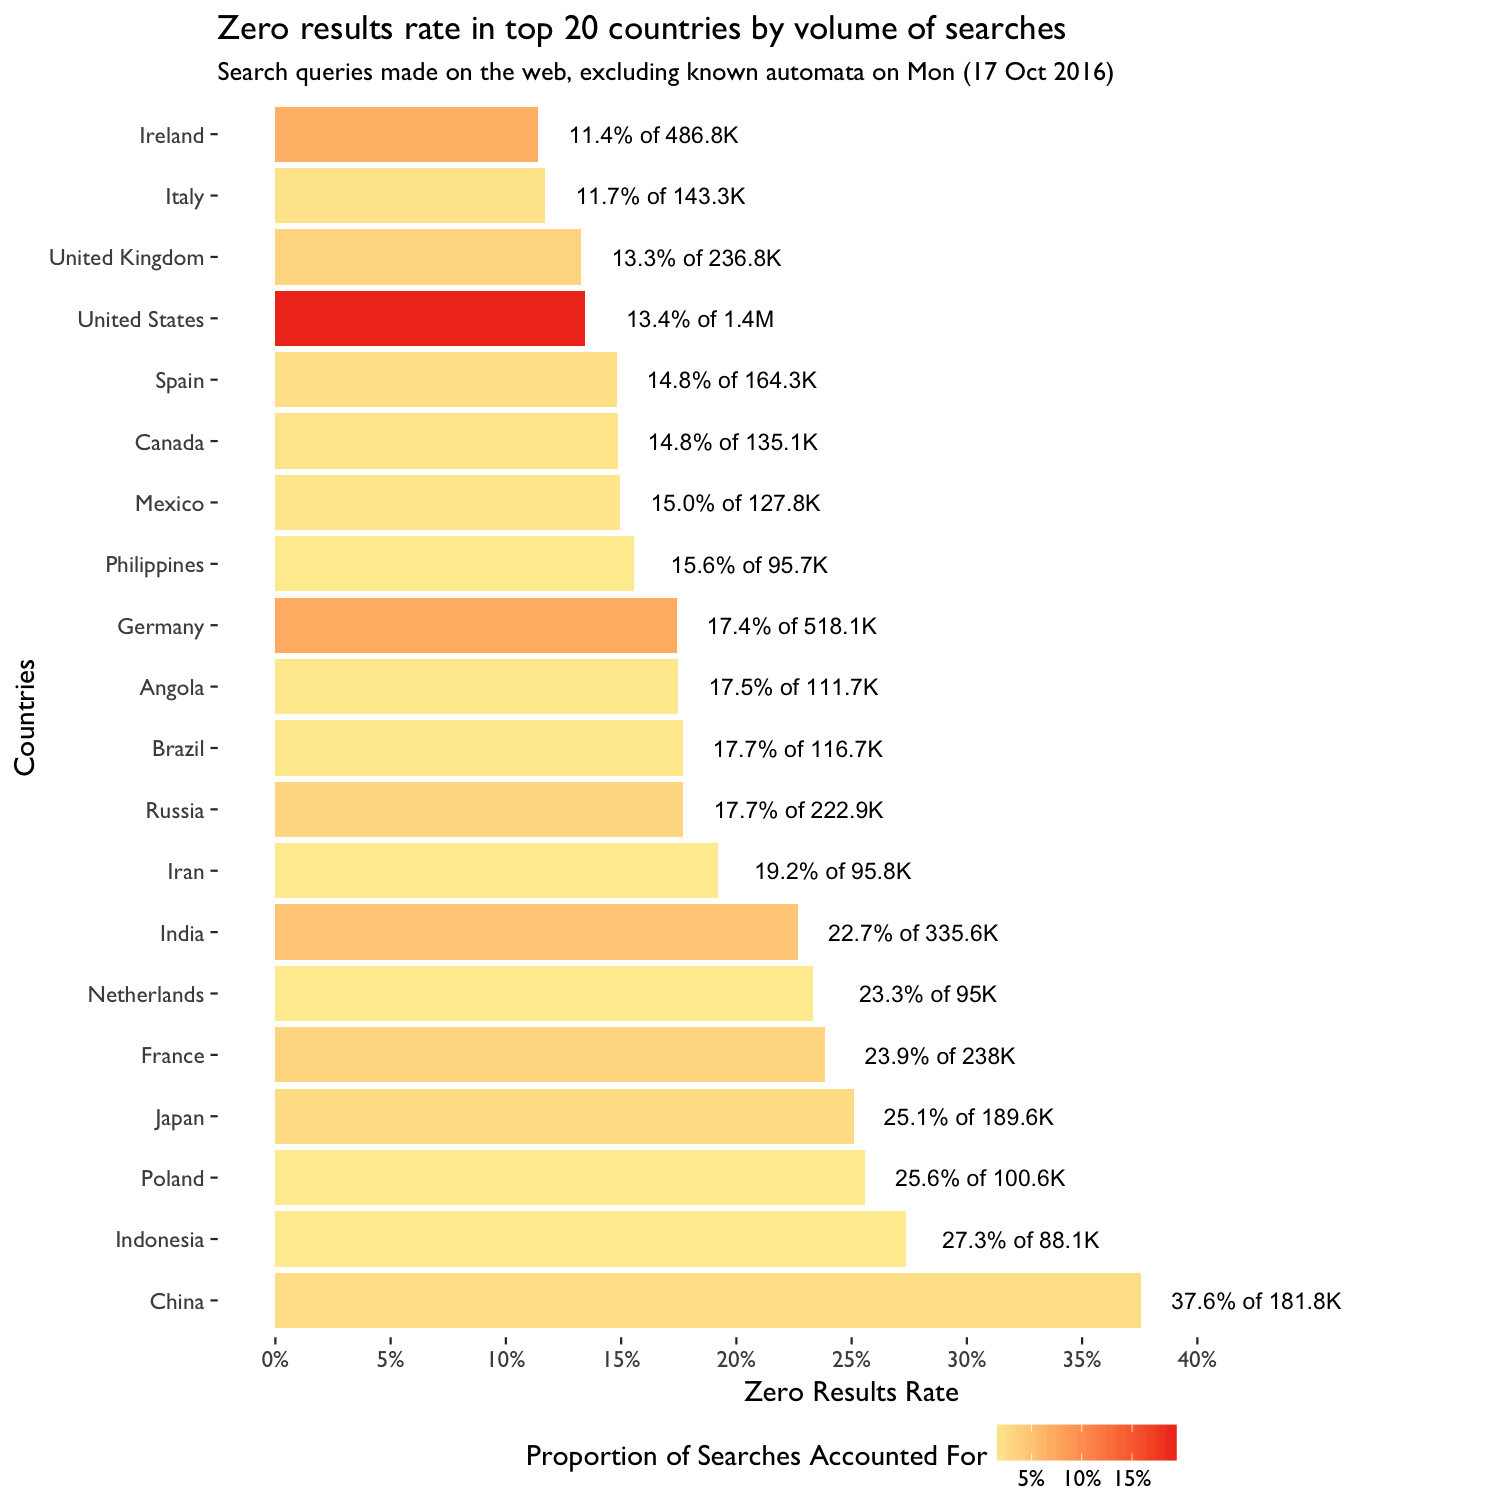 Zero results rate in top 20 countries by volume of searches
Search queries made on the web, excluding known automata on Mon (17 Oct 2016)
Countries
Ireland 11.4% of 486.8K
Italy 11.7% of 143.3K
United Kingdom 13.3% of 236.8K
United States 13.4% of 1.4M
Spain 14.8% of 164.3K
Canada 14.8% of 135.1K
Mexico 15.0% of 127.8K
Philippines 15.6% of 95.7K
Germany 17.4% of 518.1K
Angola 17.5% of 111.7K
Brazil 17.7% of 116.7K
Russia 17.7% of 222.9K
Iran 19.2% of 95.8K
India 22.7% of 335.6K
Netherlands 23.3% of 95K
France 23.9% of 238K
Japan 25.1% of 189.6K
Poland 25.6% of 100.6K
Indonesia 27.3% of 88.1K
China 37.6% of 181.8K
0% 5% 10% 15% 20% 25% 30% 35% 40%
Zero Results Rate
Proportion of Searches Accounted For
5% 10% 15%